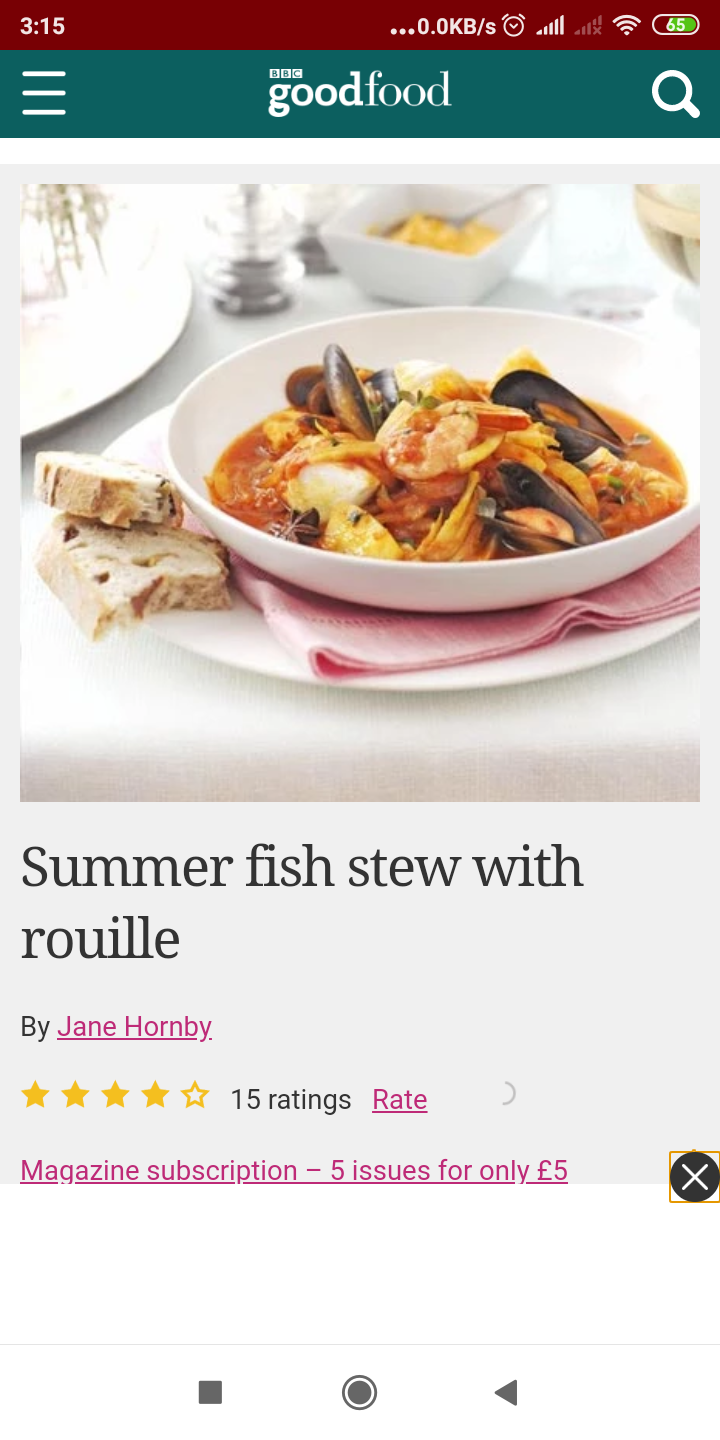 3:15
...0.0KB/s
65
BBC
goodfood
Summer fish stew with
rouille
By Jane Hornby
15 ratings Rate
Magazine subscription – 5 issues for only £5